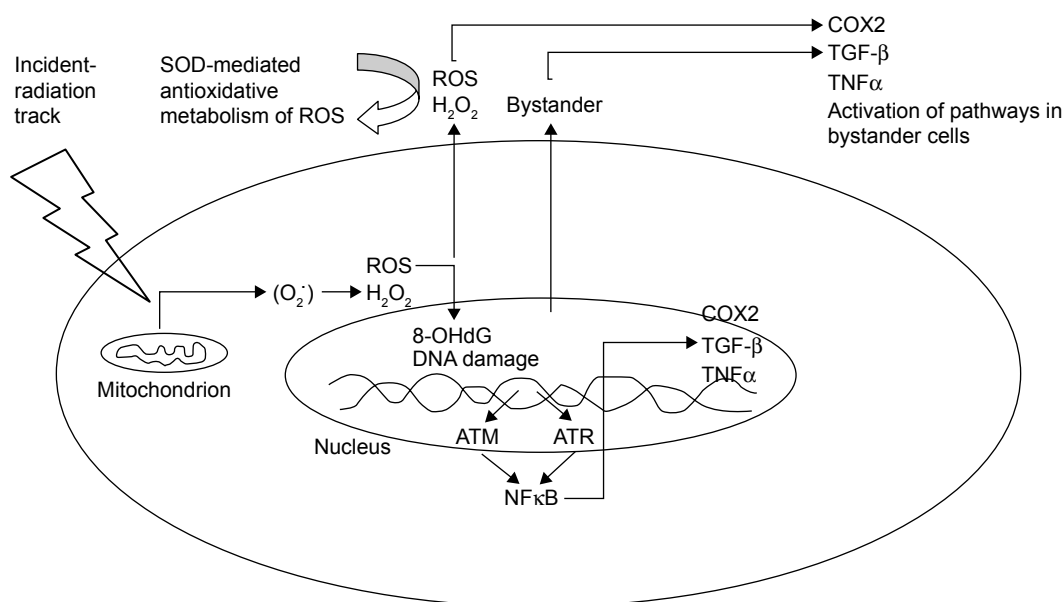 Incident-
radiation
track
SOD-mediated
antioxidative
metabolism of ROS
ROS
H₂O₂
Bystander
COX2
TGF-β
TNFα
Activation of pathways in
bystander cells
Mitochondrion
(O₂˙)
ROS
H₂O₂
8-OHdG
DNA damage
COX2
TGF-β
TNFα
Nucleus
ATM
ATR
NFκB